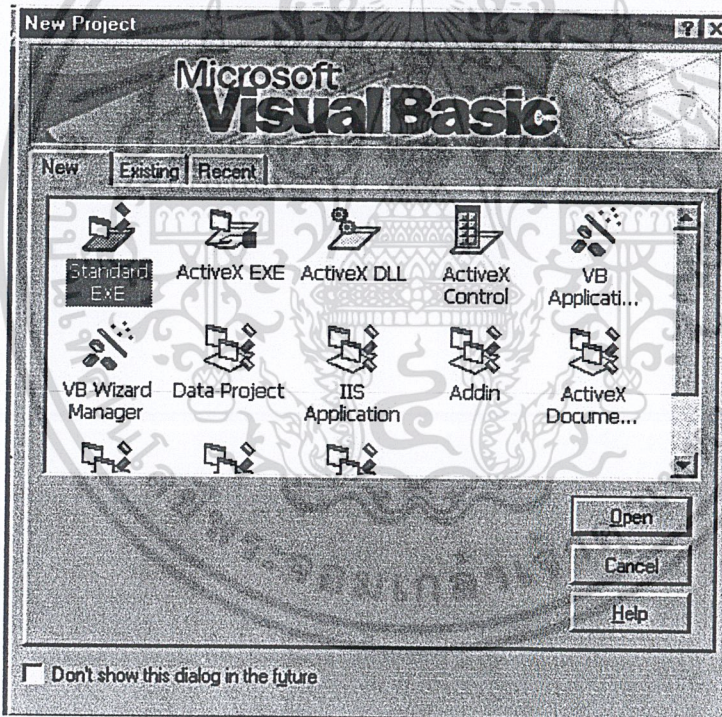 New Project
Microsoft
Visual Basic
New Existing Recent
Standard EXE
ActiveX EXE
ActiveX DLL
ActiveX Control
VB Applicati...
VB Wizard Manager
Data Project
IIS Application
Addin
ActiveX Docume...
Open
Cancel
Help
Don't show this dialog in the future